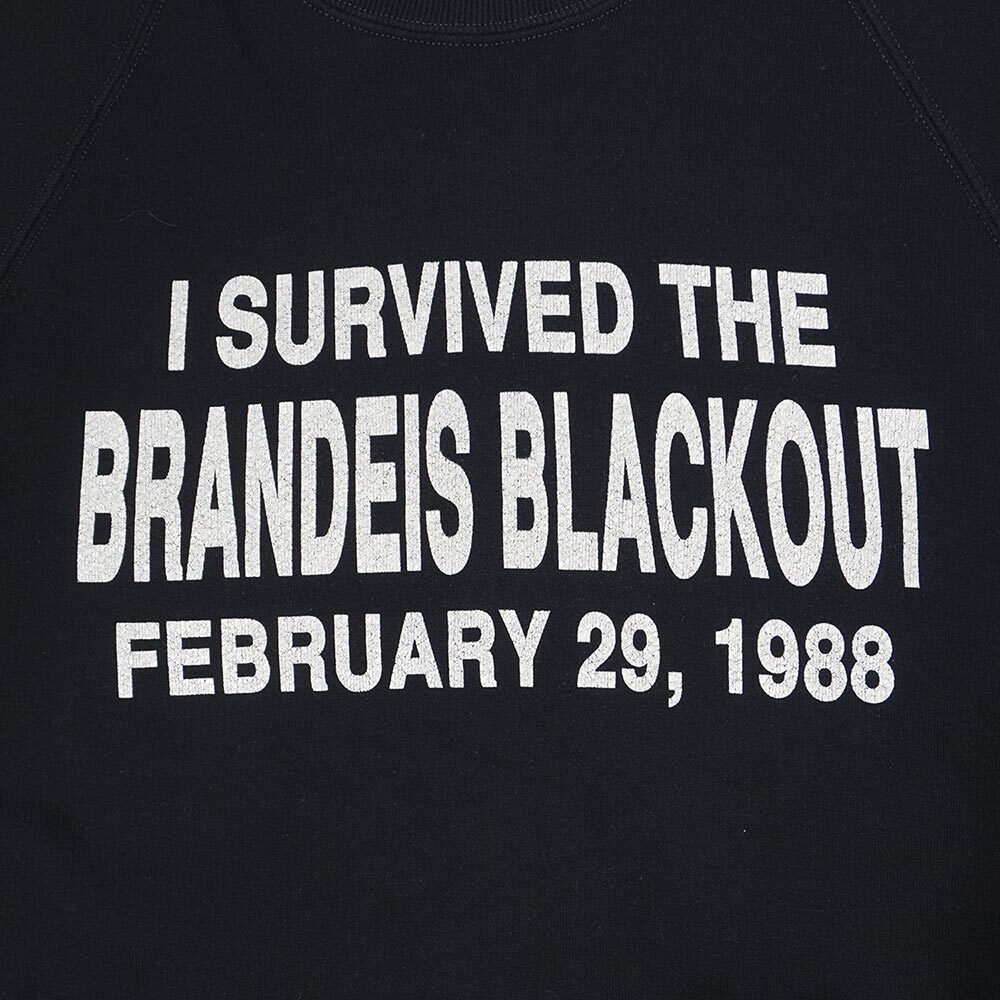 I SURVIVED THE
BRANDEIS BLACKOUT
FEBRUARY 29, 1988